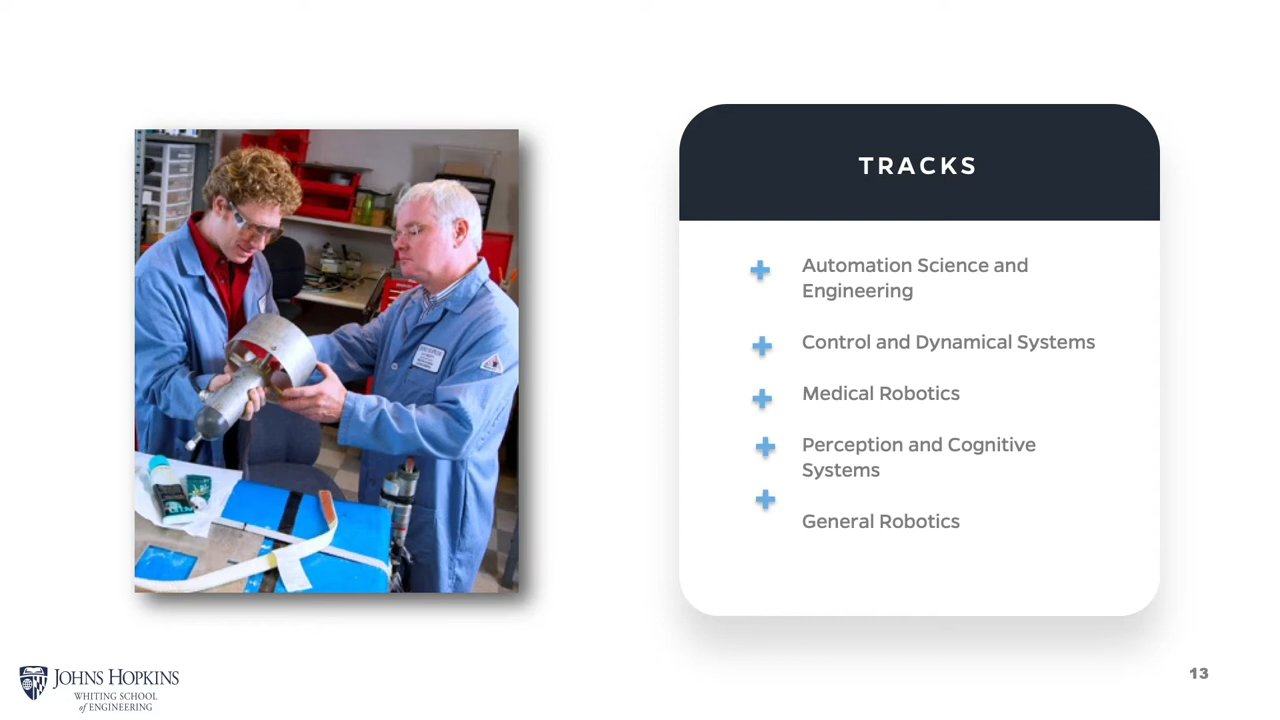 TRACKS
Automation Science and
Engineering
Control and Dynamical Systems
Medical Robotics
Perception and Cognitive
Systems
General Robotics
JOHNS HOPKINS
WHITING SCHOOL
of ENGINEERING
13